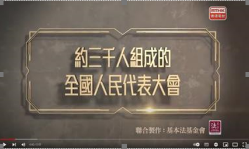 約三千人組成的
全國人民代表大會
聯合製作：基本法基金會